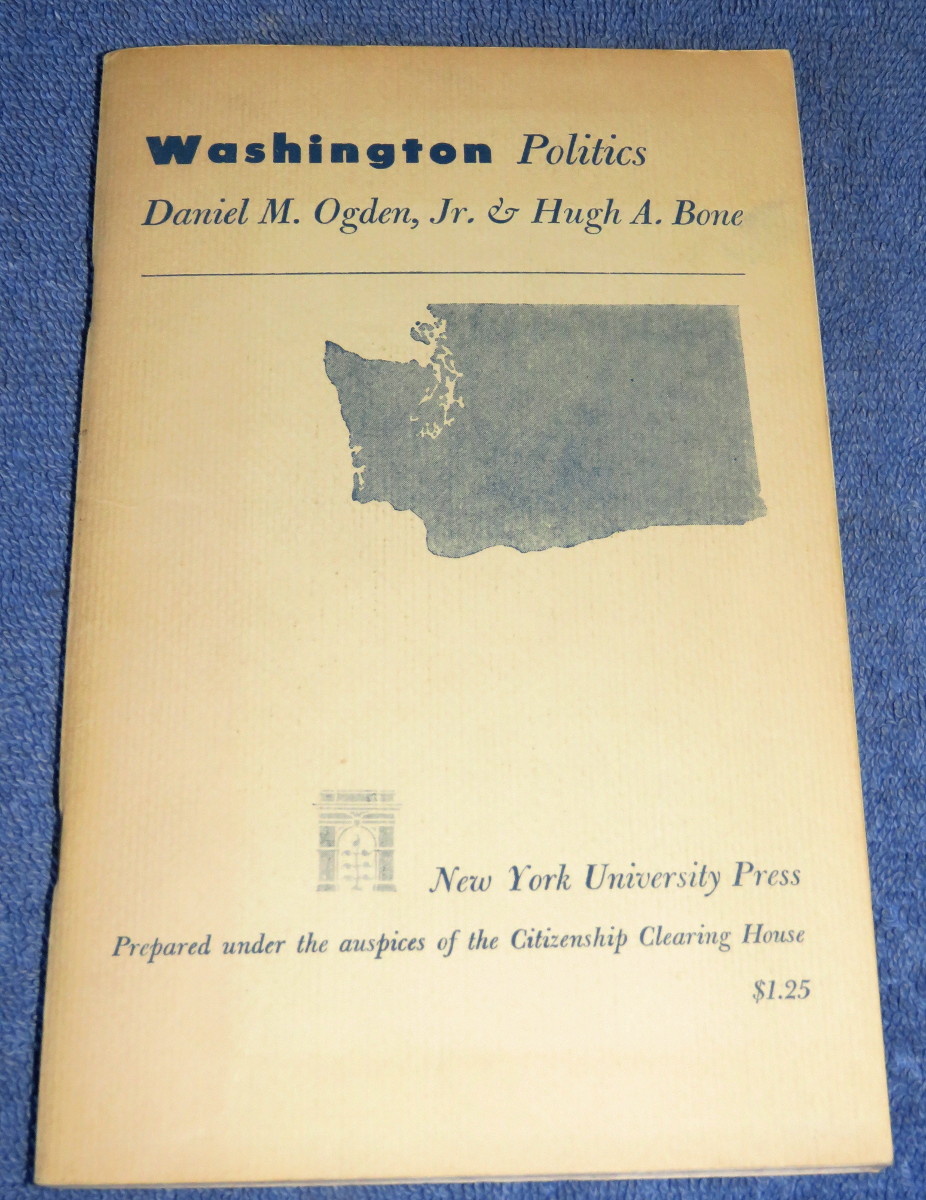 Washington Politics
Daniel M. Ogden, Jr. & Hugh A. Bone
New York University Press
Prepared under the auspices of the Citizenship Clearing House
$1.25